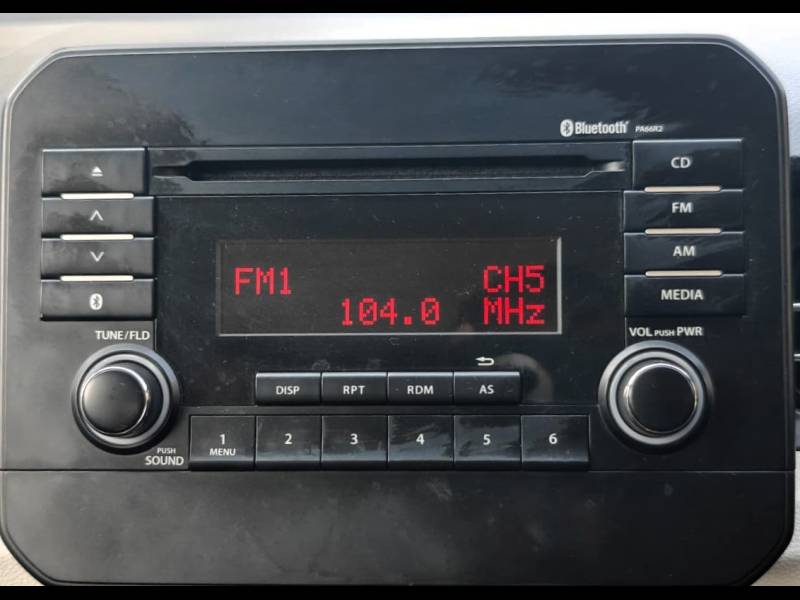 Bluetooth® PA66R2
CD
FM
AM
MEDIA
FM1 CH5
104.0 MHz
TUNE/FLD
VOL PUSH PWR
DISP RPT RDM AS
1 2 3 4 5 6
MENU
PUSH
SOUND